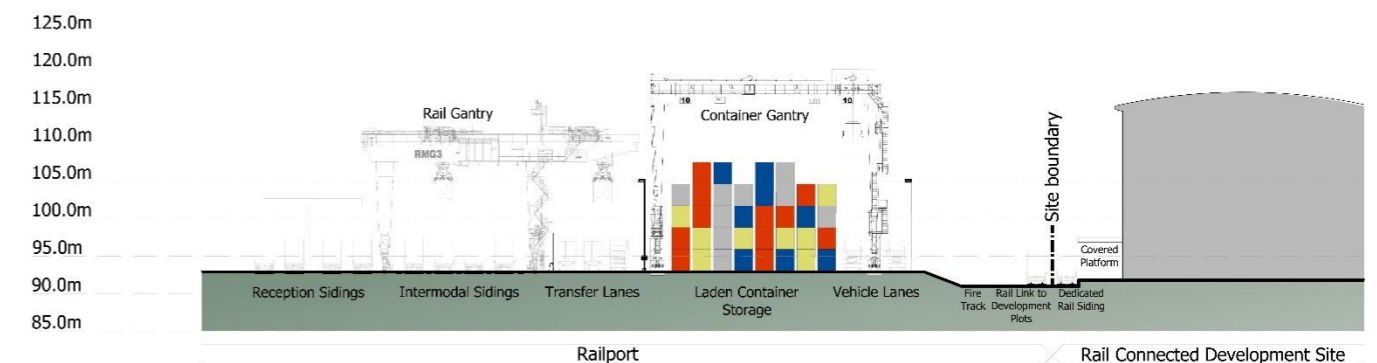 125.0m
120.0m
115.0m
110.0m
105.0m
100.0m
95.0m
90.0m
85.0m
Rail Gantry
RMG3
10
10
Container Gantry
Site boundary
Covered
Platform
Reception Sidings
Intermodal Sidings
Transfer Lanes
Laden Container
Storage
Vehicle Lanes
Fire
Track
Rail Link to
Development
Plots
Dedicated
Rail Siding
Railport
Rail Connected Development Site